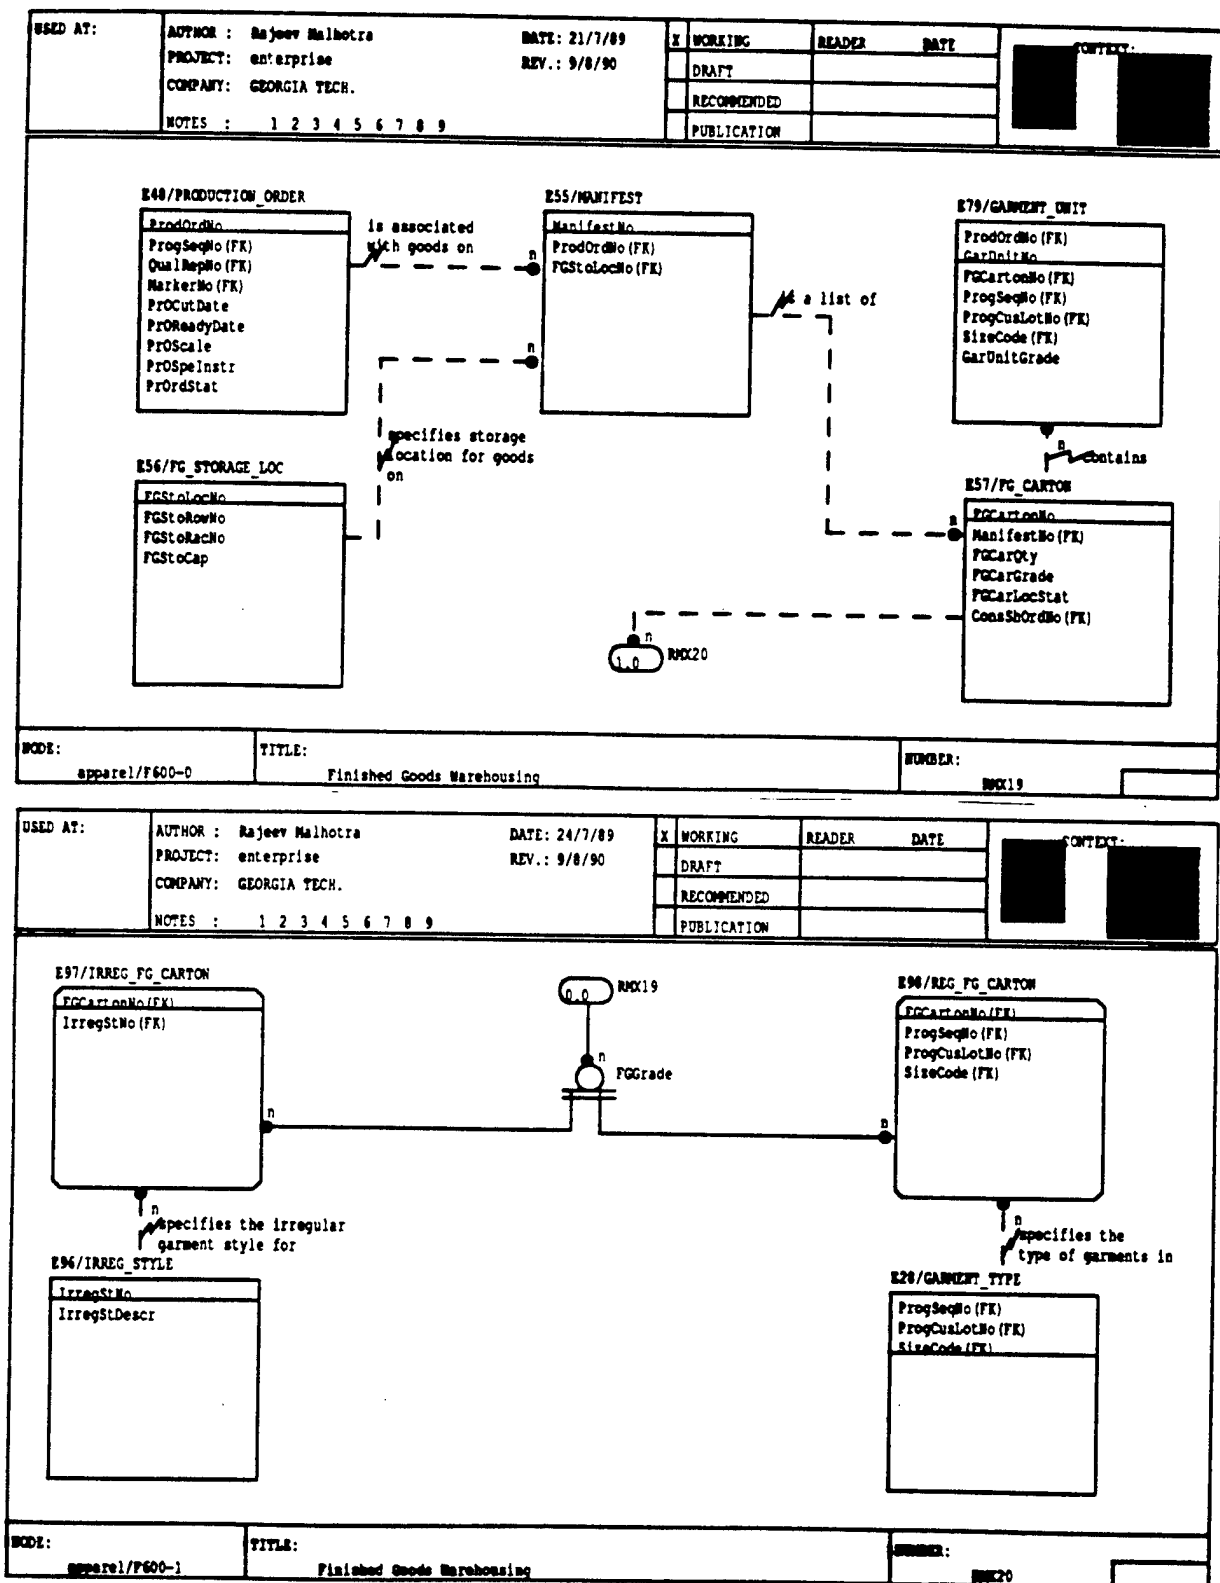 USED AT:
AUTHOR : Rajeev Malhotra
DATE: 21/7/89
X WORKING
READER DATE
CONTEXT:
PROJECT: enterprise
REV.: 9/8/90
DRAFT
COMPANY: GEORGIA TECH.
RECOMMENDED
NOTES : 1 2 3 4 5 6 7 8 9
PUBLICATION
E48/PRODUCTION_ORDER
ProdOrdNo
ProgSeqNo(FK)
QualRepNo(FK)
MarkerNo(FK)
PrOCutDate
PrOReadyDate
PrOScale
PrOSpeInstr
PrOrdStat
is associated
with goods on
n
E55/MANIFEST
ManifestNo
ProdOrdNo(FK)
FGStoLocNo(FK)
n
is a list of
E79/GARMENT_UNIT
ProdOrdNo(FK)
GarUnitNo
FGCartonNo(FK)
ProgSeqNo(FK)
ProgCusLotNo(FK)
SizeCode(FK)
GarUnitGrade
n
contains
specifies storage
location for goods
on
E56/FG_STORAGE_LOC
FGStoLocNo
FGStoRowNo
FGStoRacNo
FGStoCap
E57/FG_CARTON
FGCartonNo
ManifestNo(FK)
FGCarQty
FGCarGrade
FGCarLocStat
ConsShOrdNo(FK)
n
n
1.0 RMX20
NODE:
apparel/F600-0
TITLE:
Finished Goods Warehousing
NUMBER:
RMX19
USED AT:
AUTHOR : Rajeev Malhotra
DATE: 24/7/89
X WORKING
READER DATE
CONTEXT:
PROJECT: enterprise
REV.: 9/8/90
DRAFT
COMPANY: GEORGIA TECH.
RECOMMENDED
NOTES : 1 2 3 4 5 6 7 8 9
PUBLICATION
E97/IRREG_FG_CARTON
FGCartonNo(FK)
IrregStNo(FK)
0.0 RMX19
n
FGGrade
E98/REG_FG_CARTON
FGCartonNo(FK)
ProgSeqNo(FK)
ProgCusLotNo(FK)
SizeCode(FK)
n
n
n
specifies the irregular
garment style for
n
specifies the
type of garments in
E96/IRREG_STYLE
IrregStNo
IrregStDescr
E28/GARMENT_TYPE
ProgSeqNo(FK)
ProgCusLotNo(FK)
SizeCode(FK)
NODE:
apparel/F600-1
TITLE:
Finished Goods Warehousing
NUMBER:
RMX20